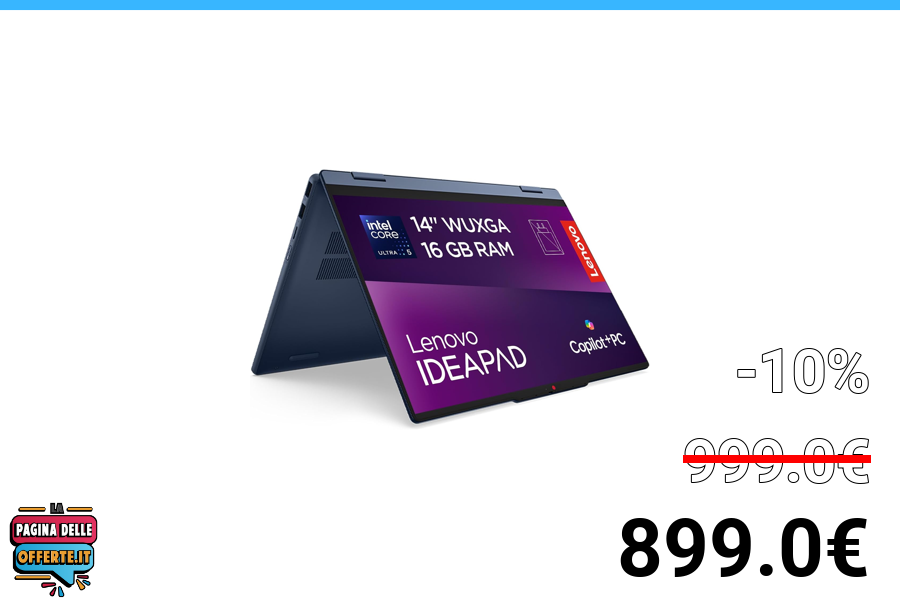 intel
CORE
ULTRA 5
14" WUXGA
16 GB RAM
Lenovo
Lenovo
IDEAPAD
Copilot+PC
-10%
999.0€
899.0€
LA
PAGINA DELLE
OFFERTE.IT